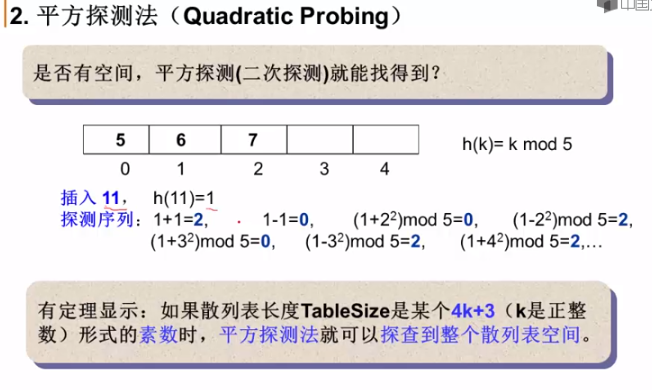 2. 平方探测法（Quadratic Probing）
是否有空间，平方探测(二次探测)就能找得到？
5 6 7
h(k)= k mod 5
0 1 2 3 4
插入 11， h(11)=1
探测序列：1+1=2, 1-1=0, (1+2²)mod 5=0, (1-2²)mod 5=2,
(1+3²)mod 5=0, (1-3²)mod 5=2, (1+4²)mod 5=2,...
有定理显示：如果散列表长度TableSize是某个4k+3（k是正整
数）形式的素数时，平方探测法就可以探查到整个散列表空间。